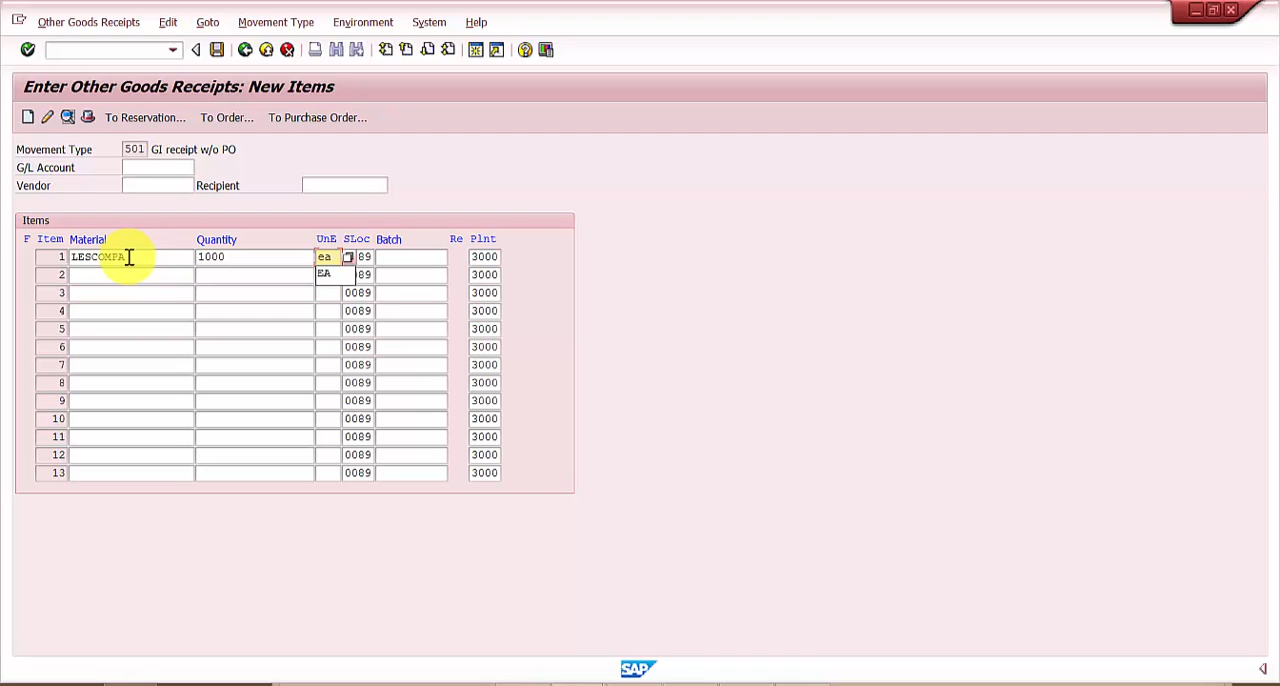 Other Goods Receipts Edit Goto Movement Type Environment System Help
Enter Other Goods Receipts: New Items
To Reservation... To Order... To Purchase Order...
Movement Type 501 GI receipt w/o PO
G/L Account
Vendor Recipient
Items
F Item Material Quantity UnE SLoc Batch Re Plnt
1 LESCOMPA 1000 ea 89 3000
2 EA 89 3000
3 0089 3000
4 0089 3000
5 0089 3000
6 0089 3000
7 0089 3000
8 0089 3000
9 0089 3000
10 0089 3000
11 0089 3000
12 0089 3000
13 0089 3000
SAP